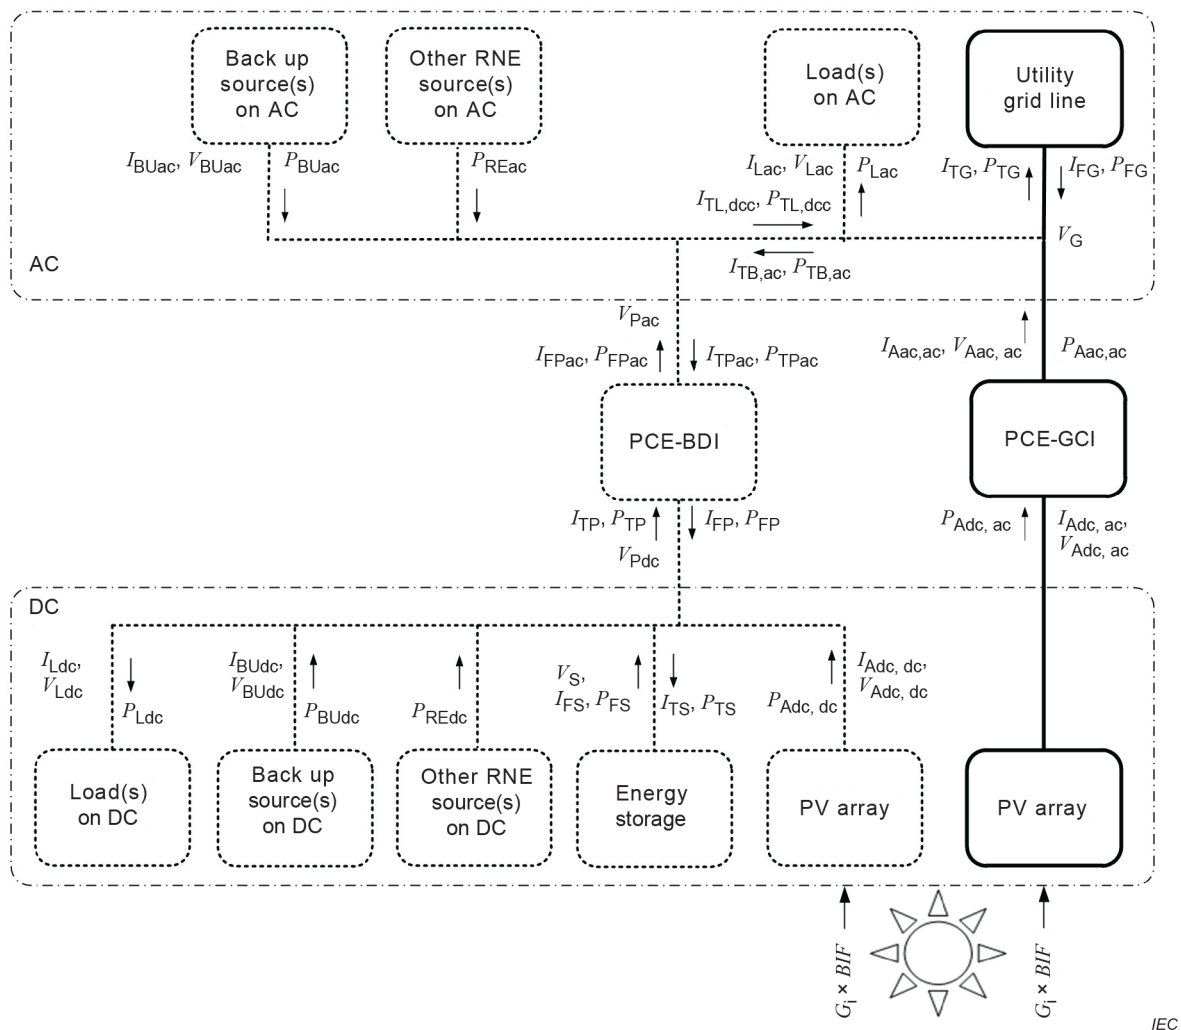 Back up
source(s)
on AC
Other RNE
source(s)
on AC
Load(s)
on AC
Utility
grid line
I_BUac, V_BUac
P_BUac
P_REac
I_Lac, V_Lac
P_Lac
I_TG, P_TG
I_FG, P_FG
I_TL,dcc, P_TL,dcc
V_G
AC
I_TB,ac, P_TB,ac
V_Pac
I_FPac, P_FPac
I_TPac, P_TPac
I_Aac,ac, V_Aac, ac
P_Aac,ac
PCE-BDI
PCE-GCI
I_TP, P_TP
I_FP, P_FP
V_Pdc
P_Adc, ac
I_Adc, ac,
V_Adc, ac
DC
I_Ldc,
V_Ldc
P_Ldc
I_BUdc,
V_BUdc
P_BUdc
P_REdc
V_S,
I_FS, P_FS
I_TS, P_TS
P_Adc, dc
I_Adc, dc,
V_Adc, dc
Load(s)
on DC
Back up
source(s)
on DC
Other RNE
source(s)
on DC
Energy
storage
PV array
PV array
G_i × BIF
G_i × BIF
IEC